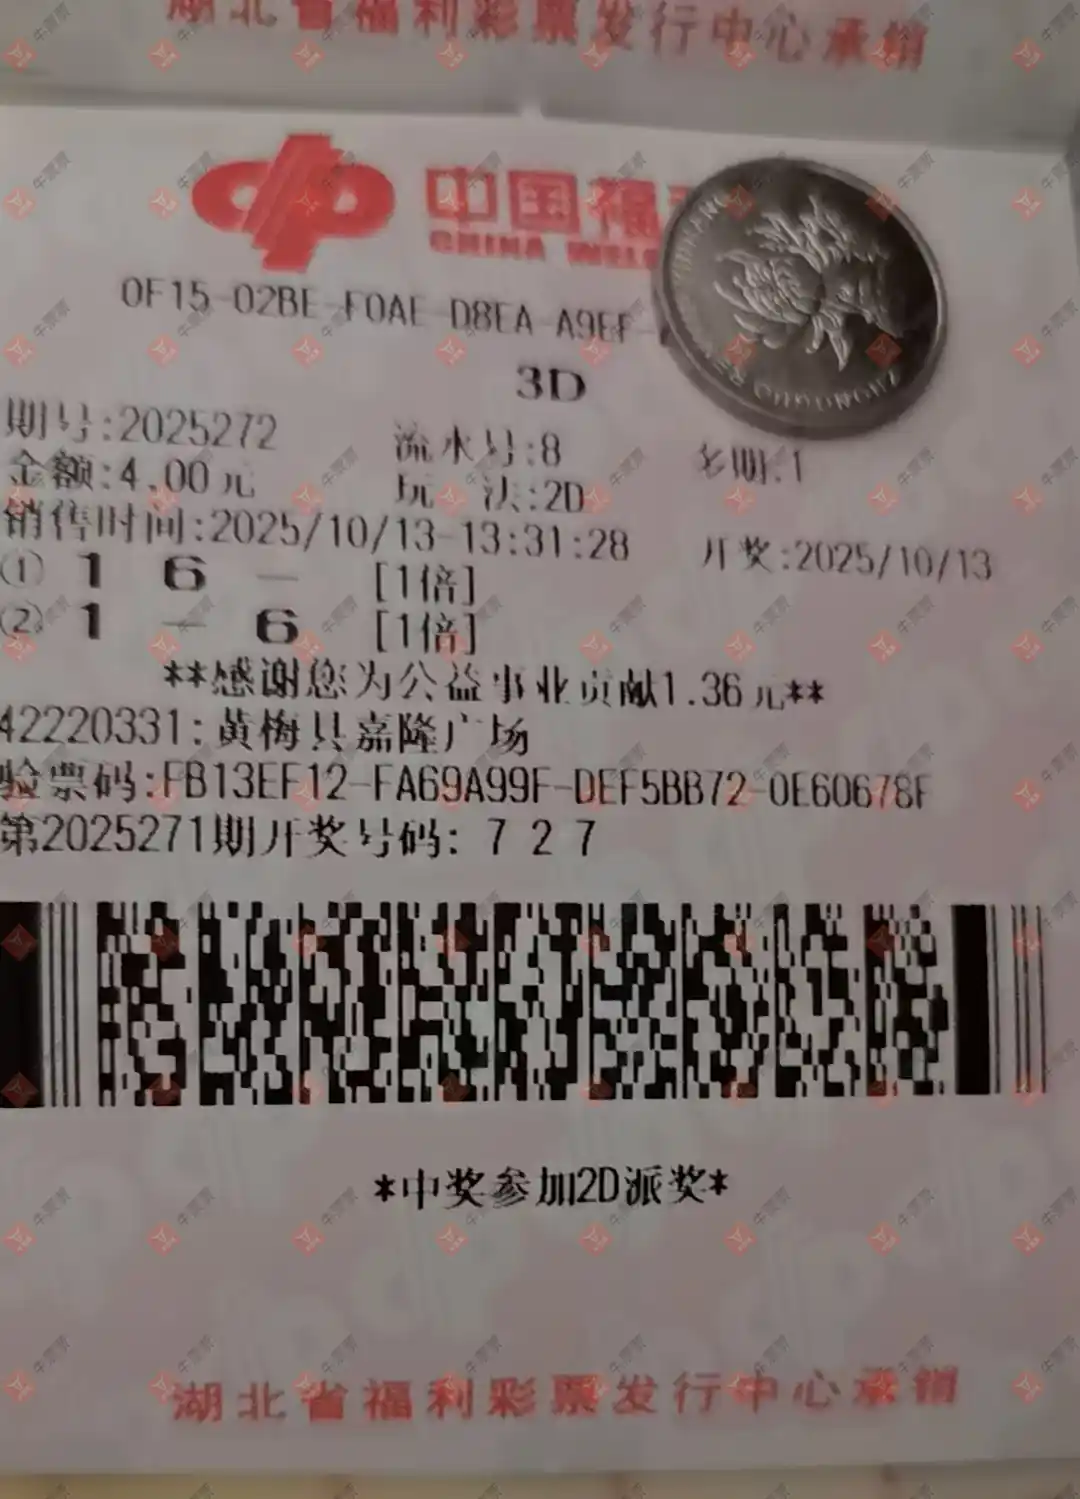 湖北省福利彩票发行中心承销
中国福
CHINA WELF
0F15-02BE-F0AE-D8EA-A9EF-
3D
期号:2025272 流水号:8 多期:1
金额:4.00元 玩 法:2D
销售时间:2025/10/13-13:31:28 开奖:2025/10/13
① 1 6 — [1倍]
② 1 — 6 [1倍]
**感谢您为公益事业贡献1.36元**
42220331:黄梅县嘉隆广场
验票码:FB13EF12-FA69A99F-DEF5BB72-0E60678F
第2025271期开奖号码: 7 2 7
*中奖参加2D派奖*
湖北省福利彩票发行中心承销